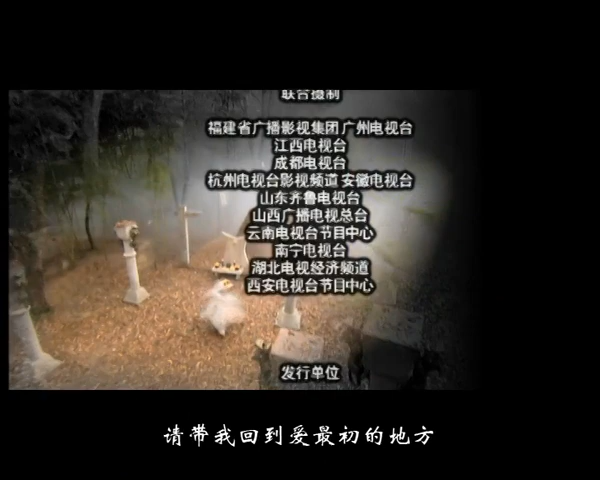 联合摄制
福建省广播影视集团 广州电视台
江西电视台
成都电视台
杭州电视台影视频道 安徽电视台
山东齐鲁电视台
山西广播电视总台
云南电视台节目中心
南宁电视台
湖北电视经济频道
西安电视台节目中心
发行单位
请带我回到爱最初的地方